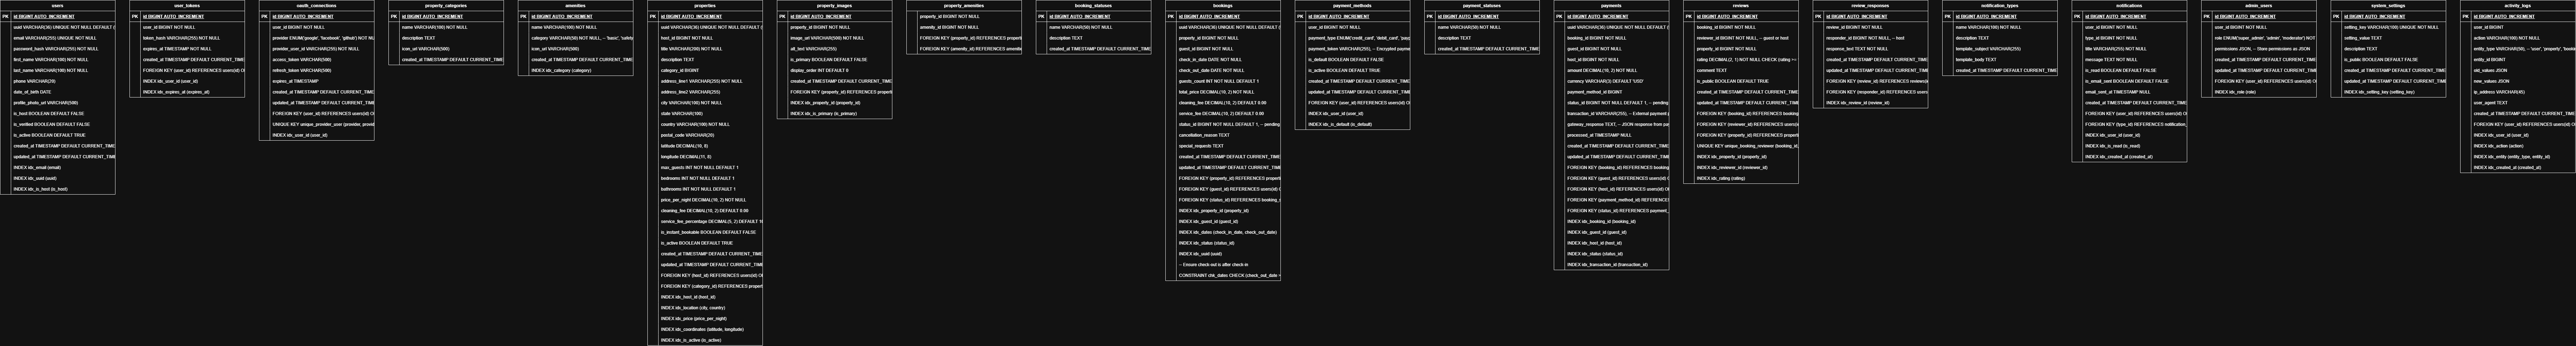 users
PK id BIGINT AUTO_INCREMENT
uuid VARCHAR(36) UNIQUE NOT NULL DEFAULT (
email VARCHAR(255) UNIQUE NOT NULL
password_hash VARCHAR(255) NOT NULL
first_name VARCHAR(100) NOT NULL
last_name VARCHAR(100) NOT NULL
phone VARCHAR(20)
date_of_birth DATE
profile_photo_url VARCHAR(500)
is_host BOOLEAN DEFAULT FALSE
is_verified BOOLEAN DEFAULT FALSE
is_active BOOLEAN DEFAULT TRUE
created_at TIMESTAMP DEFAULT CURRENT_TIME
updated_at TIMESTAMP DEFAULT CURRENT_TIME
INDEX idx_email (email)
INDEX idx_uuid (uuid)
INDEX idx_is_host (is_host)
user_tokens
PK id BIGINT AUTO_INCREMENT
user_id BIGINT NOT NULL
token_hash VARCHAR(255) NOT NULL
expires_at TIMESTAMP NOT NULL
created_at TIMESTAMP DEFAULT CURRENT_TIME
FOREIGN KEY (user_id) REFERENCES users(id) O
INDEX idx_user_id (user_id)
INDEX idx_expires_at (expires_at)
oauth_connections
PK id BIGINT AUTO_INCREMENT
user_id BIGINT NOT NULL
provider ENUM('google', 'facebook', 'github') NOT NU
provider_user_id VARCHAR(255) NOT NULL
access_token VARCHAR(500)
refresh_token VARCHAR(500)
expires_at TIMESTAMP
created_at TIMESTAMP DEFAULT CURRENT_TIME
updated_at TIMESTAMP DEFAULT CURRENT_TIME
FOREIGN KEY (user_id) REFERENCES users(id) O
UNIQUE KEY unique_provider_user (provider, provid
INDEX idx_user_id (user_id)
property_categories
PK id BIGINT AUTO_INCREMENT
name VARCHAR(100) NOT NULL
description TEXT
icon_url VARCHAR(500)
created_at TIMESTAMP DEFAULT CURRENT_TIME
amenities
PK id BIGINT AUTO_INCREMENT
name VARCHAR(100) NOT NULL
category VARCHAR(50) NOT NULL, -- 'basic', 'safety
icon_url VARCHAR(500)
created_at TIMESTAMP DEFAULT CURRENT_TIME
INDEX idx_category (category)
properties
PK id BIGINT AUTO_INCREMENT
uuid VARCHAR(36) UNIQUE NOT NULL DEFAULT (
host_id BIGINT NOT NULL
title VARCHAR(200) NOT NULL
description TEXT
category_id BIGINT
address_line1 VARCHAR(255) NOT NULL
address_line2 VARCHAR(255)
city VARCHAR(100) NOT NULL
state VARCHAR(100)
country VARCHAR(100) NOT NULL
postal_code VARCHAR(20)
latitude DECIMAL(10, 8)
longitude DECIMAL(11, 8)
max_guests INT NOT NULL DEFAULT 1
bedrooms INT NOT NULL DEFAULT 1
bathrooms INT NOT NULL DEFAULT 1
price_per_night DECIMAL(10, 2) NOT NULL
cleaning_fee DECIMAL(10, 2) DEFAULT 0.00
service_fee_percentage DECIMAL(5, 2) DEFAULT 10
is_instant_bookable BOOLEAN DEFAULT FALSE
is_active BOOLEAN DEFAULT TRUE
created_at TIMESTAMP DEFAULT CURRENT_TIME
updated_at TIMESTAMP DEFAULT CURRENT_TIME
FOREIGN KEY (host_id) REFERENCES users(id) O
FOREIGN KEY (category_id) REFERENCES propert
INDEX idx_host_id (host_id)
INDEX idx_location (city, country)
INDEX idx_price (price_per_night)
INDEX idx_coordinates (latitude, longitude)
INDEX idx_is_active (is_active)
property_images
PK id BIGINT AUTO_INCREMENT
property_id BIGINT NOT NULL
image_url VARCHAR(500) NOT NULL
alt_text VARCHAR(255)
is_primary BOOLEAN DEFAULT FALSE
display_order INT DEFAULT 0
created_at TIMESTAMP DEFAULT CURRENT_TIME
FOREIGN KEY (property_id) REFERENCES properti
INDEX idx_property_id (property_id)
INDEX idx_is_primary (is_primary)
property_amenities
property_id BIGINT NOT NULL
amenity_id BIGINT NOT NULL
FOREIGN KEY (property_id) REFERENCES properti
FOREIGN KEY (amenity_id) REFERENCES amenitie
booking_statuses
PK id BIGINT AUTO_INCREMENT
name VARCHAR(50) NOT NULL
description TEXT
created_at TIMESTAMP DEFAULT CURRENT_TIME
bookings
PK id BIGINT AUTO_INCREMENT
uuid VARCHAR(36) UNIQUE NOT NULL DEFAULT (
property_id BIGINT NOT NULL
guest_id BIGINT NOT NULL
check_in_date DATE NOT NULL
check_out_date DATE NOT NULL
guests_count INT NOT NULL DEFAULT 1
total_price DECIMAL(10, 2) NOT NULL
cleaning_fee DECIMAL(10, 2) DEFAULT 0.00
service_fee DECIMAL(10, 2) DEFAULT 0.00
status_id BIGINT NOT NULL DEFAULT 1, -- pending
cancellation_reason TEXT
special_requests TEXT
created_at TIMESTAMP DEFAULT CURRENT_TIME
updated_at TIMESTAMP DEFAULT CURRENT_TIME
FOREIGN KEY (property_id) REFERENCES properti
FOREIGN KEY (guest_id) REFERENCES users(id) O
FOREIGN KEY (status_id) REFERENCES booking_s
INDEX idx_property_id (property_id)
INDEX idx_guest_id (guest_id)
INDEX idx_dates (check_in_date, check_out_date)
INDEX idx_status (status_id)
INDEX idx_uuid (uuid)
-- Ensure check-out is after check-in
CONSTRAINT chk_dates CHECK (check_out_date >
payment_methods
PK id BIGINT AUTO_INCREMENT
user_id BIGINT NOT NULL
payment_type ENUM('credit_card', 'debit_card', 'payp
payment_token VARCHAR(255), -- Encrypted payme
is_default BOOLEAN DEFAULT FALSE
is_active BOOLEAN DEFAULT TRUE
created_at TIMESTAMP DEFAULT CURRENT_TIME
updated_at TIMESTAMP DEFAULT CURRENT_TIME
FOREIGN KEY (user_id) REFERENCES users(id) O
INDEX idx_user_id (user_id)
INDEX idx_is_default (is_default)
payment_statuses
PK id BIGINT AUTO_INCREMENT
name VARCHAR(50) NOT NULL
description TEXT
created_at TIMESTAMP DEFAULT CURRENT_TIME
payments
PK id BIGINT AUTO_INCREMENT
uuid VARCHAR(36) UNIQUE NOT NULL DEFAULT (
booking_id BIGINT NOT NULL
guest_id BIGINT NOT NULL
host_id BIGINT NOT NULL
amount DECIMAL(10, 2) NOT NULL
currency VARCHAR(3) DEFAULT 'USD'
payment_method_id BIGINT
status_id BIGINT NOT NULL DEFAULT 1, -- pending
transaction_id VARCHAR(255), -- External payment p
gateway_response TEXT, -- JSON response from pa
processed_at TIMESTAMP NULL
created_at TIMESTAMP DEFAULT CURRENT_TIME
updated_at TIMESTAMP DEFAULT CURRENT_TIME
FOREIGN KEY (booking_id) REFERENCES booking
FOREIGN KEY (guest_id) REFERENCES users(id) O
FOREIGN KEY (host_id) REFERENCES users(id) O
FOREIGN KEY (payment_method_id) REFERENCES
FOREIGN KEY (status_id) REFERENCES payment_
INDEX idx_booking_id (booking_id)
INDEX idx_guest_id (guest_id)
INDEX idx_host_id (host_id)
INDEX idx_status (status_id)
INDEX idx_transaction_id (transaction_id)
reviews
PK id BIGINT AUTO_INCREMENT
booking_id BIGINT NOT NULL
reviewer_id BIGINT NOT NULL, -- guest or host
property_id BIGINT NOT NULL
rating DECIMAL(2, 1) NOT NULL CHECK (rating >=
comment TEXT
is_public BOOLEAN DEFAULT TRUE
created_at TIMESTAMP DEFAULT CURRENT_TIME
updated_at TIMESTAMP DEFAULT CURRENT_TIME
FOREIGN KEY (booking_id) REFERENCES booking
FOREIGN KEY (reviewer_id) REFERENCES users(i
FOREIGN KEY (property_id) REFERENCES properti
UNIQUE KEY unique_booking_reviewer (booking_id,
INDEX idx_property_id (property_id)
INDEX idx_reviewer_id (reviewer_id)
INDEX idx_rating (rating)
review_responses
PK id BIGINT AUTO_INCREMENT
review_id BIGINT NOT NULL
responder_id BIGINT NOT NULL, -- host
response_text TEXT NOT NULL
created_at TIMESTAMP DEFAULT CURRENT_TIME
updated_at TIMESTAMP DEFAULT CURRENT_TIME
FOREIGN KEY (review_id) REFERENCES reviews(i
FOREIGN KEY (responder_id) REFERENCES users
INDEX idx_review_id (review_id)
notification_types
PK id BIGINT AUTO_INCREMENT
name VARCHAR(100) NOT NULL
description TEXT
template_subject VARCHAR(255)
template_body TEXT
created_at TIMESTAMP DEFAULT CURRENT_TIME
notifications
PK id BIGINT AUTO_INCREMENT
user_id BIGINT NOT NULL
type_id BIGINT NOT NULL
title VARCHAR(255) NOT NULL
message TEXT NOT NULL
is_read BOOLEAN DEFAULT FALSE
is_email_sent BOOLEAN DEFAULT FALSE
email_sent_at TIMESTAMP NULL
created_at TIMESTAMP DEFAULT CURRENT_TIME
FOREIGN KEY (user_id) REFERENCES users(id) O
FOREIGN KEY (type_id) REFERENCES notification_
INDEX idx_user_id (user_id)
INDEX idx_is_read (is_read)
INDEX idx_created_at (created_at)
admin_users
PK id BIGINT AUTO_INCREMENT
user_id BIGINT NOT NULL
role ENUM('super_admin', 'admin', 'moderator') NOT
permissions JSON, -- Store permissions as JSON
created_at TIMESTAMP DEFAULT CURRENT_TIME
updated_at TIMESTAMP DEFAULT CURRENT_TIME
FOREIGN KEY (user_id) REFERENCES users(id) O
INDEX idx_role (role)
system_settings
PK id BIGINT AUTO_INCREMENT
setting_key VARCHAR(100) UNIQUE NOT NULL
setting_value TEXT
description TEXT
is_public BOOLEAN DEFAULT FALSE
created_at TIMESTAMP DEFAULT CURRENT_TIME
updated_at TIMESTAMP DEFAULT CURRENT_TIME
INDEX idx_setting_key (setting_key)
activity_logs
PK id BIGINT AUTO_INCREMENT
user_id BIGINT
action VARCHAR(100) NOT NULL
entity_type VARCHAR(50), -- 'user', 'property', 'booki
entity_id BIGINT
old_values JSON
new_values JSON
ip_address VARCHAR(45)
user_agent TEXT
created_at TIMESTAMP DEFAULT CURRENT_TIME
FOREIGN KEY (user_id) REFERENCES users(id) O
INDEX idx_user_id (user_id)
INDEX idx_action (action)
INDEX idx_entity (entity_type, entity_id)
INDEX idx_created_at (created_at)